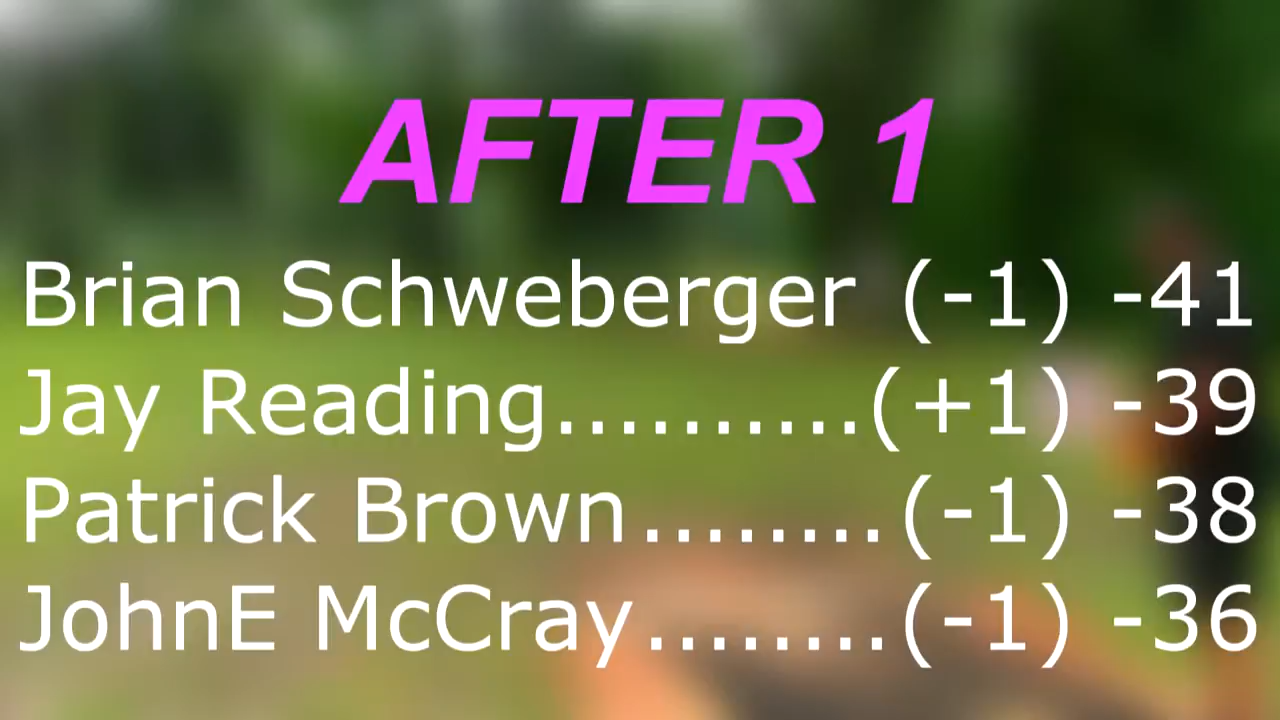 AFTER 1
Brian Schweberger (-1) -41
Jay Reading..........(+1) -39
Patrick Brown........(-1) -38
JohnE McCray........(-1) -36